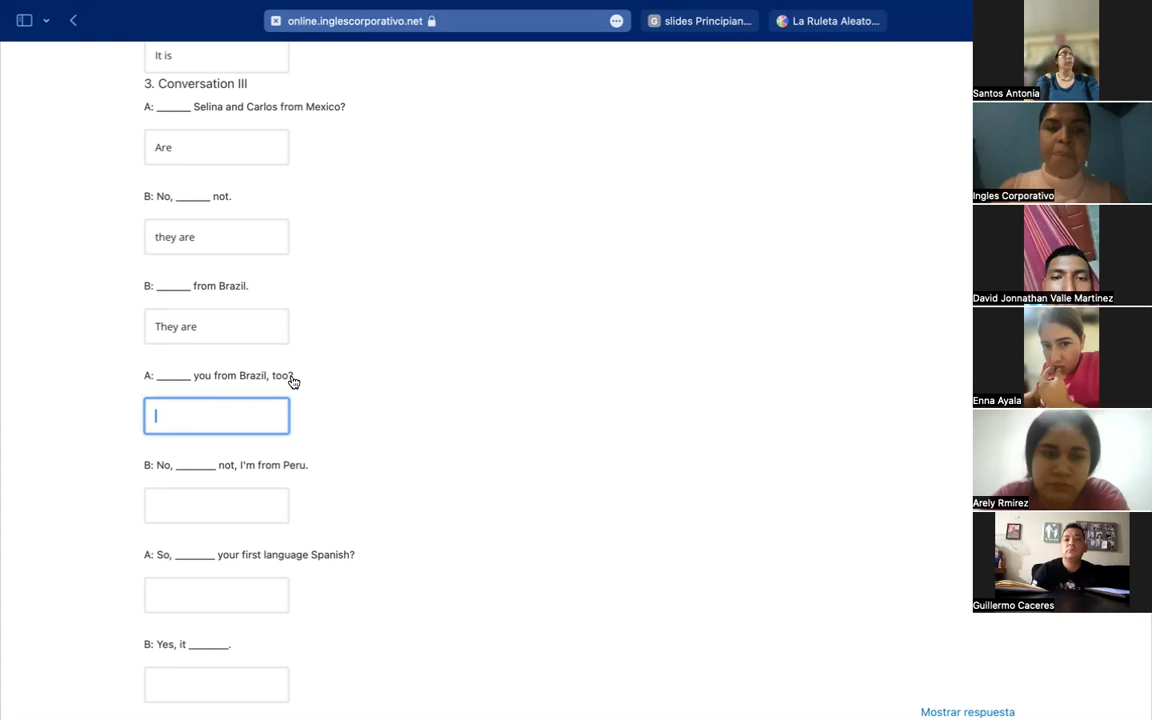 online.inglescorporativo.net
slides Principian...
La Ruleta Aleato...
It is
3. Conversation III
A: ______ Selina and Carlos from Mexico?
Are
B: No, ______ not.
they are
B: ______ from Brazil.
They are
A: ______ you from Brazil, too?
B: No, _______ not, I'm from Peru.
A: So, _______ your first language Spanish?
B: Yes, it _______.
Mostrar respuesta
Santos Antonia
Ingles Corporativo
David Jonnathan Valle Martinez
Enna Ayala
Arely Rmirez
Guillermo Caceres